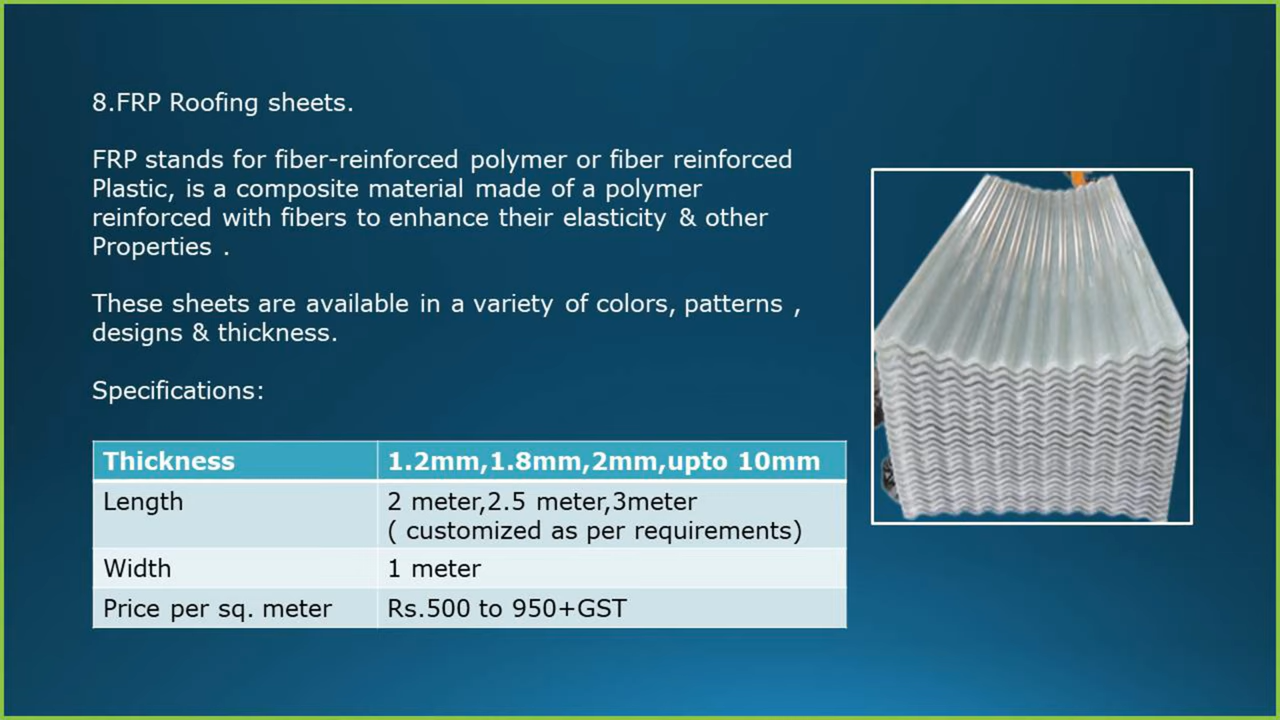 8.FRP Roofing sheets.
FRP stands for fiber-reinforced polymer or fiber reinforced
Plastic, is a composite material made of a polymer
reinforced with fibers to enhance their elasticity & other
Properties .
These sheets are available in a variety of colors, patterns ,
designs & thickness.
Specifications:
Thickness 1.2mm,1.8mm,2mm,upto 10mm
Length 2 meter,2.5 meter,3meter
( customized as per requirements)
Width 1 meter
Price per sq. meter Rs.500 to 950+GST